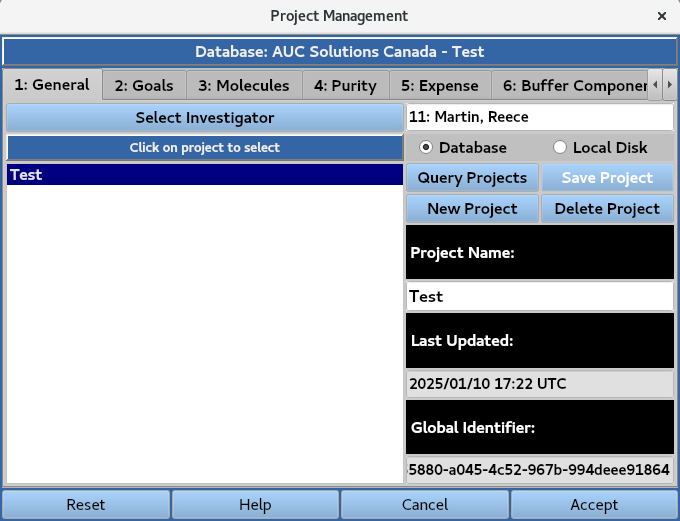 Project Management
×
Database: AUC Solutions Canada - Test
1: General
2: Goals
3: Molecules
4: Purity
5: Expense
6: Buffer Componen
Select Investigator
11: Martin, Reece
Click on project to select
Database
Local Disk
Test
Query Projects
Save Project
New Project
Delete Project
Project Name:
Test
Last Updated:
2025/01/10 17:22 UTC
Global Identifier:
5880-a045-4c52-967b-994deee91864
Reset
Help
Cancel
Accept